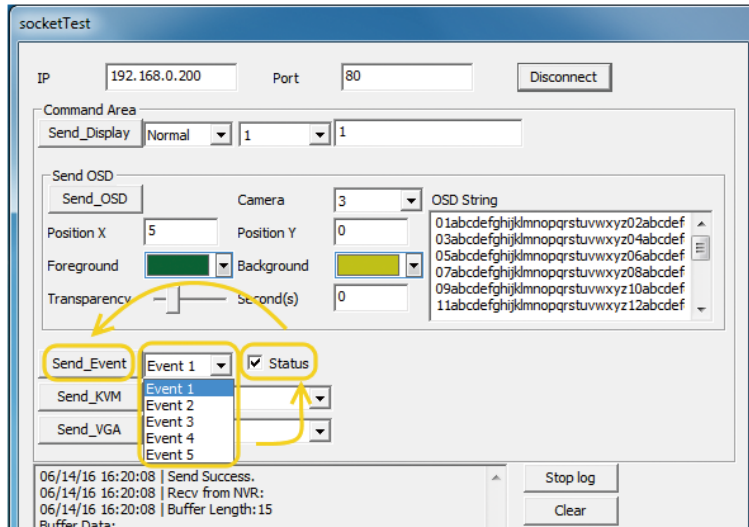 socketTest
IP 192.168.0.200 Port 80 Disconnect
Command Area
Send_Display Normal 1 1
Send OSD
Send_OSD Camera 3 OSD String
Position X 5 Position Y 0
Foreground Background
Transparency Second(s) 0
01abcdefghijklmnopqrstuvwxyz02abcdef
03abcdefghijklmnopqrstuvwxyz04abcdef
05abcdefghijklmnopqrstuvwxyz06abcdef
07abcdefghijklmnopqrstuvwxyz08abcdef
09abcdefghijklmnopqrstuvwxyz10abcdef
11abcdefghijklmnopqrstuvwxyz12abcdef
Send_Event Event 1 Status
Send_KVM
Send_VGA
Event 1
Event 2
Event 3
Event 4
Event 5
06/14/16 16:20:08 | Send Success.
06/14/16 16:20:08 | Recv from NVR:
06/14/16 16:20:08 | Buffer Length:15
Buffer Data:
Stop log
Clear